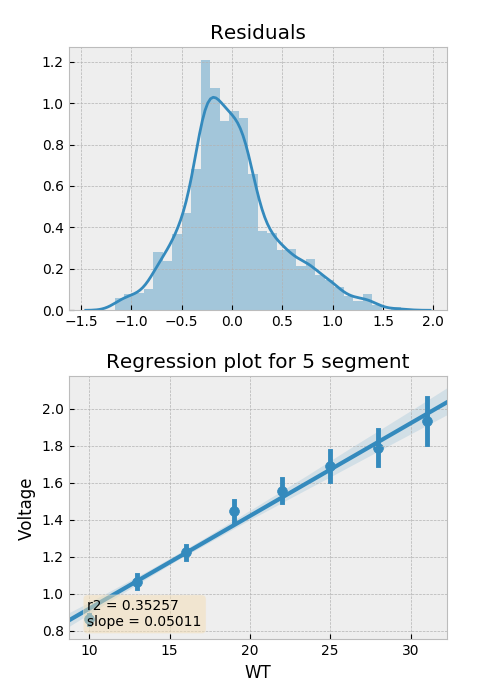 Residuals
1.2
1.0
0.8
0.6
0.4
0.2
0.0
−1.5 −1.0 −0.5 0.0 0.5 1.0 1.5 2.0
Regression plot for 5 segment
2.0
1.8
1.6
1.4
1.2
1.0
0.8
Voltage
r2 = 0.35257
slope = 0.05011
10 15 20 25 30
WT